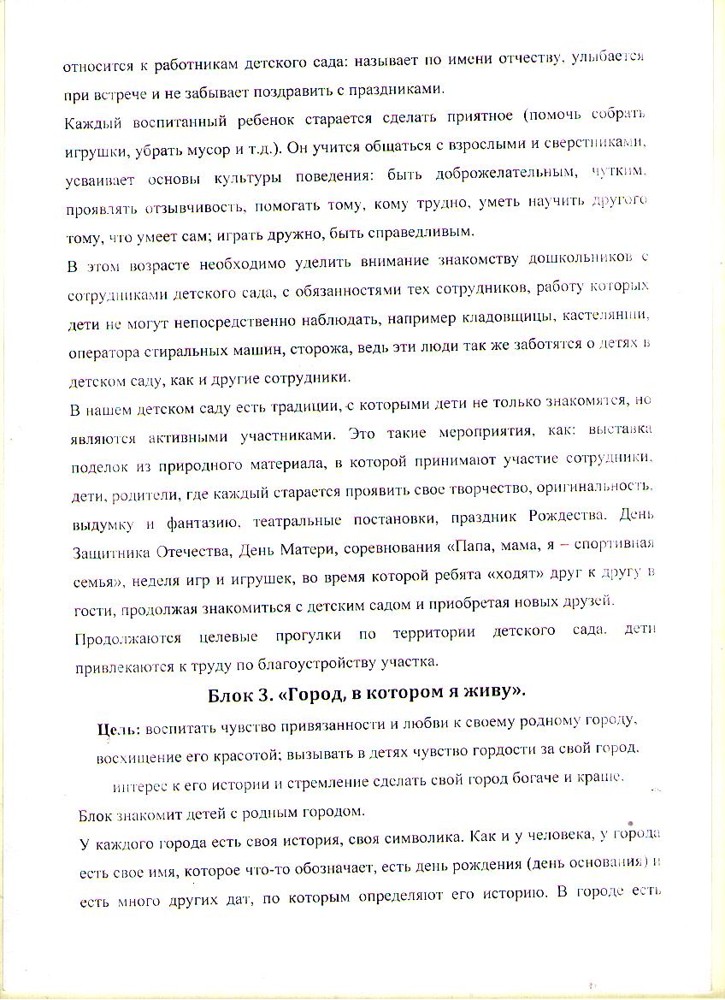 относится к работникам детского сада: называет по имени отчеству, улыбается
при встрече и не забывает поздравить с праздниками.
Каждый воспитанный ребенок старается сделать приятное (помочь собрать
игрушки, убрать мусор и т.д.). Он учится общаться с взрослыми и сверстниками,
усваивает основы культуры поведения: быть доброжелательным, чутким,
проявлять отзывчивость, помогать тому, кому трудно, уметь научить другого
тому, что умеет сам; играть дружно, быть справедливым.
В этом возрасте необходимо уделить внимание знакомству дошкольников с
сотрудниками детского сада, с обязанностями тех сотрудников, работу которых
дети не могут непосредственно наблюдать, например кладовщицы, кастелянши,
оператора стиральных машин, сторожа, ведь эти люди так же заботятся о детях в
детском саду, как и другие сотрудники.
В нашем детском саду есть традиции, с которыми дети не только знакомятся, но
являются активными участниками. Это такие мероприятия, как: выставка
поделок из природного материала, в которой принимают участие сотрудники,
дети, родители, где каждый старается проявить свое творчество, оригинальность,
выдумку и фантазию, театральные постановки, праздник Рождества. День
Защитника Отечества, День Матери, соревнования «Папа, мама, я – спортивная
семья», неделя игр и игрушек, во время которой ребята «ходят» друг к другу в
гости, продолжая знакомиться с детским садом и приобретая новых друзей.
Продолжаются целевые прогулки по территории детского сада. дети
привлекаются к труду по благоустройству участка.
Блок 3. «Город, в котором я живу».
Цель: воспитать чувство привязанности и любви к своему родному городу,
восхищение его красотой; вызывать в детях чувство гордости за свой город,
интерес к его истории и стремление сделать свой город богаче и краше.
Блок знакомит детей с родным городом.
У каждого города есть своя история, своя символика. Как и у человека, у города
есть свое имя, которое что-то обозначает, есть день рождения (день основания) и
есть много других дат, по которым определяют его историю. В городе есть